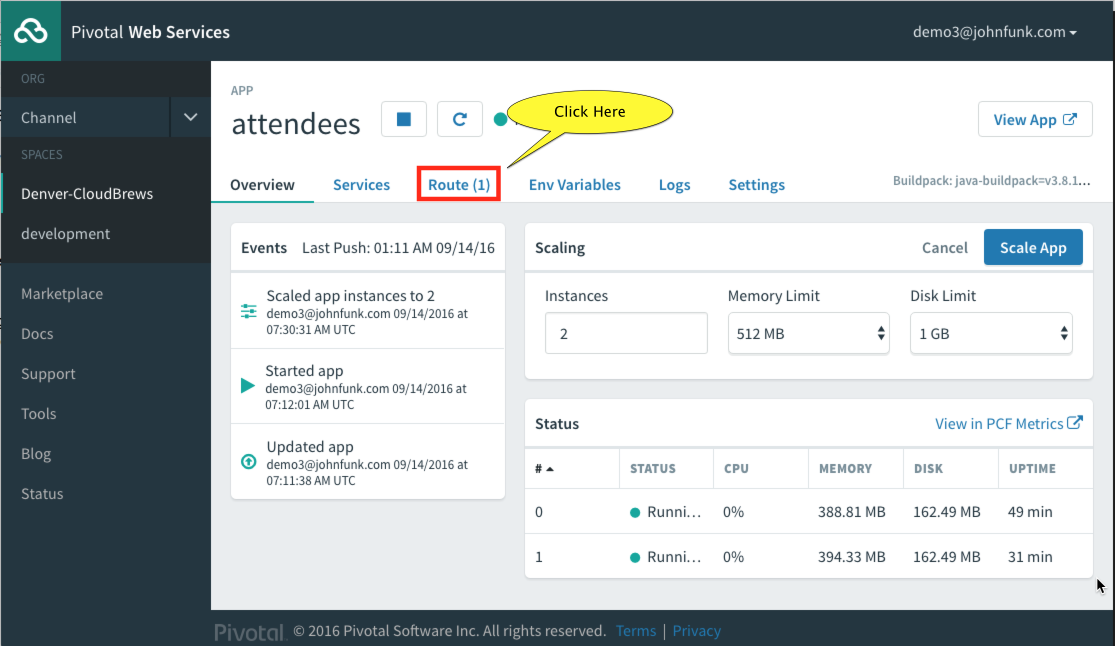 Pivotal Web Services
demo3@johnfunk.com
ORG
Channel
SPACES
Denver-CloudBrews
development
Marketplace
Docs
Support
Tools
Blog
Status
APP
attendees
Click Here
View App
Overview
Services
Route (1)
Env Variables
Logs
Settings
Buildpack: java-buildpack=v3.8.1...
Events Last Push: 01:11 AM 09/14/16
Scaled app instances to 2
demo3@johnfunk.com 09/14/2016 at
07:30:31 AM UTC
Started app
demo3@johnfunk.com 09/14/2016 at
07:12:01 AM UTC
Updated app
demo3@johnfunk.com 09/14/2016 at
07:11:38 AM UTC
Scaling
Cancel
Scale App
Instances
Memory Limit
Disk Limit
2
512 MB
1 GB
Status
View in PCF Metrics
# STATUS CPU MEMORY DISK UPTIME
0 Runni... 0% 388.81 MB 162.49 MB 49 min
1 Runni... 0% 394.33 MB 162.49 MB 31 min
Pivotal © 2016 Pivotal Software Inc. All rights reserved. Terms | Privacy